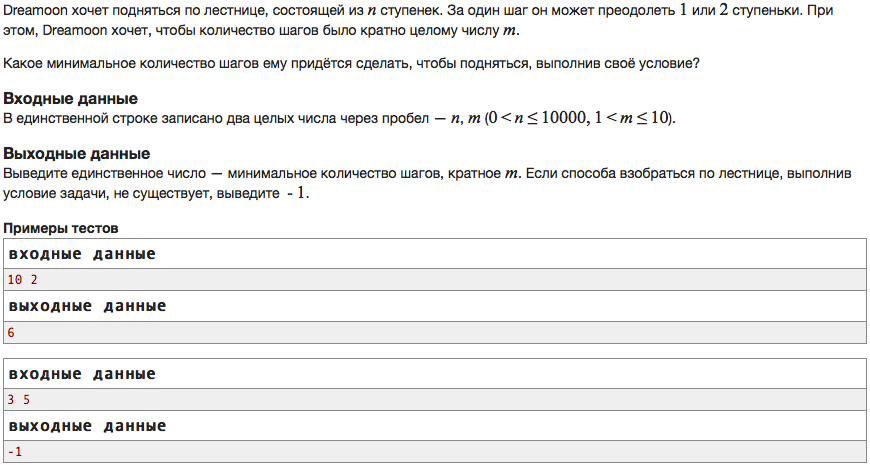 Dreamoon хочет подняться по лестнице, состоящей из n ступенек. За один шаг он может преодолеть 1 или 2 ступеньки. При
этом, Dreamoon хочет, чтобы количество шагов было кратно целому числу m.
Какое минимальное количество шагов ему придётся сделать, чтобы подняться, выполнив своё условие?
Входные данные
В единственной строке записано два целых числа через пробел — n, m (0 < n ≤ 10000, 1 < m ≤ 10).
Выходные данные
Выведите единственное число — минимальное количество шагов, кратное m. Если способа взобраться по лестнице, выполнив
условие задачи, не существует, выведите - 1.
Примеры тестов
входные данные
10 2
выходные данные
6
входные данные
3 5
выходные данные
-1